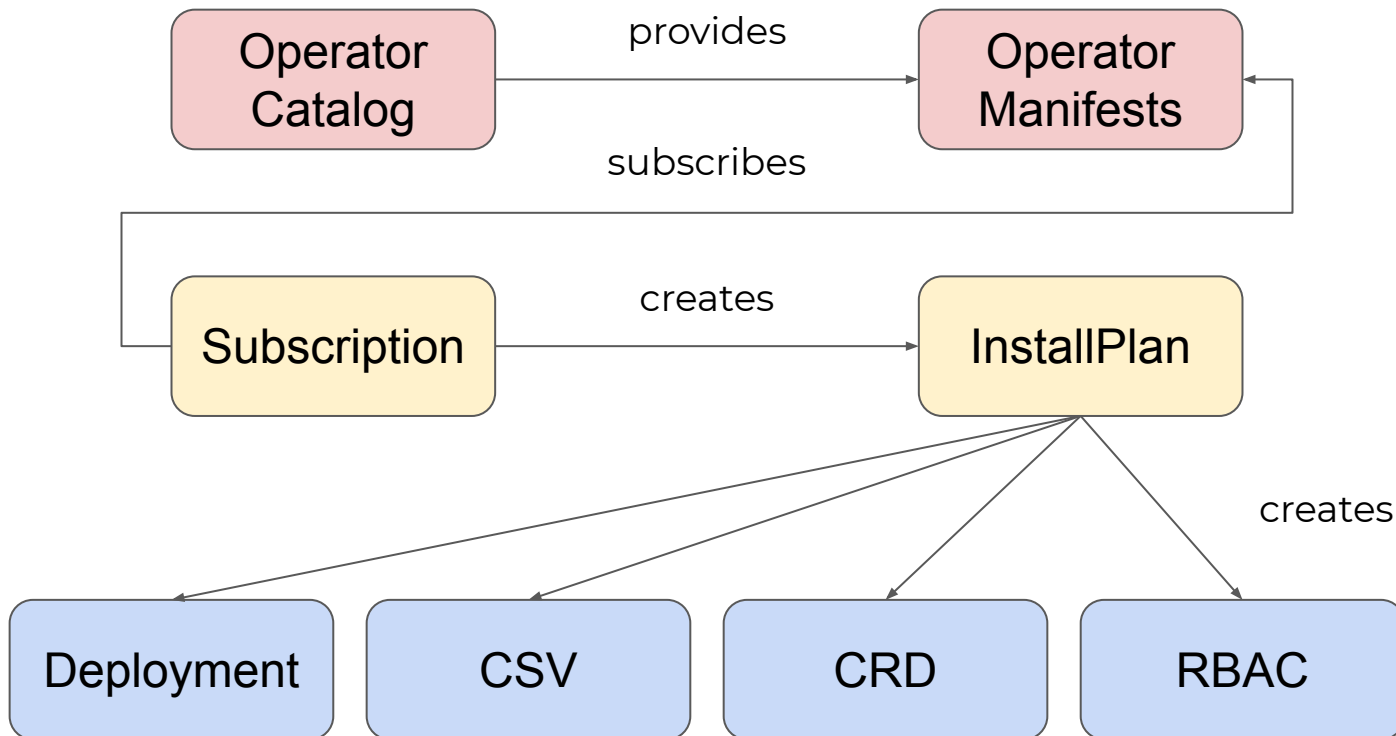 provides
Operator
Catalog
Operator
Manifests
subscribes
creates
Subscription
InstallPlan
creates
Deployment
CSV
CRD
RBAC